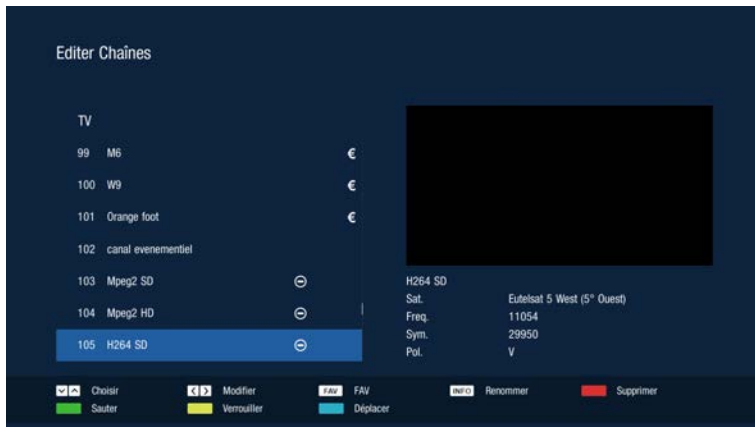 Editer Chaînes
TV
99 M6 €
100 W9 €
101 Orange foot €
102 canal evenementiel
103 Mpeg2 SD
104 Mpeg2 HD
105 H264 SD
H264 SD
Sat. Eutelsat 5 West (5° Ouest)
Freq. 11054
Sym. 29950
Pol. V
Choisir Modifier FAV FAV INFO Renommer Supprimer
Sauter Verrouiller Déplacer